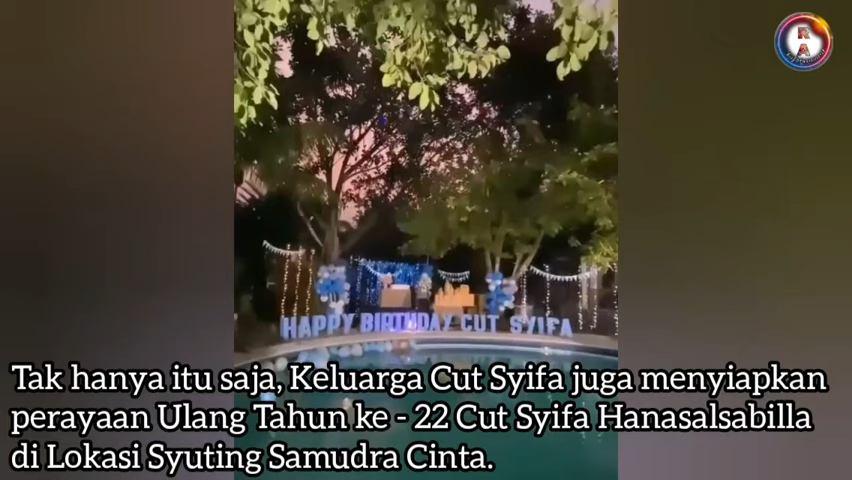 R
A
HAPPY BIRTHDAY CUT SYIFA
Tak hanya itu saja, Keluarga Cut Syifa juga menyiapkan
perayaan Ulang Tahun ke - 22 Cut Syifa Hanasalsabilla
di Lokasi Syuting Samudra Cinta.